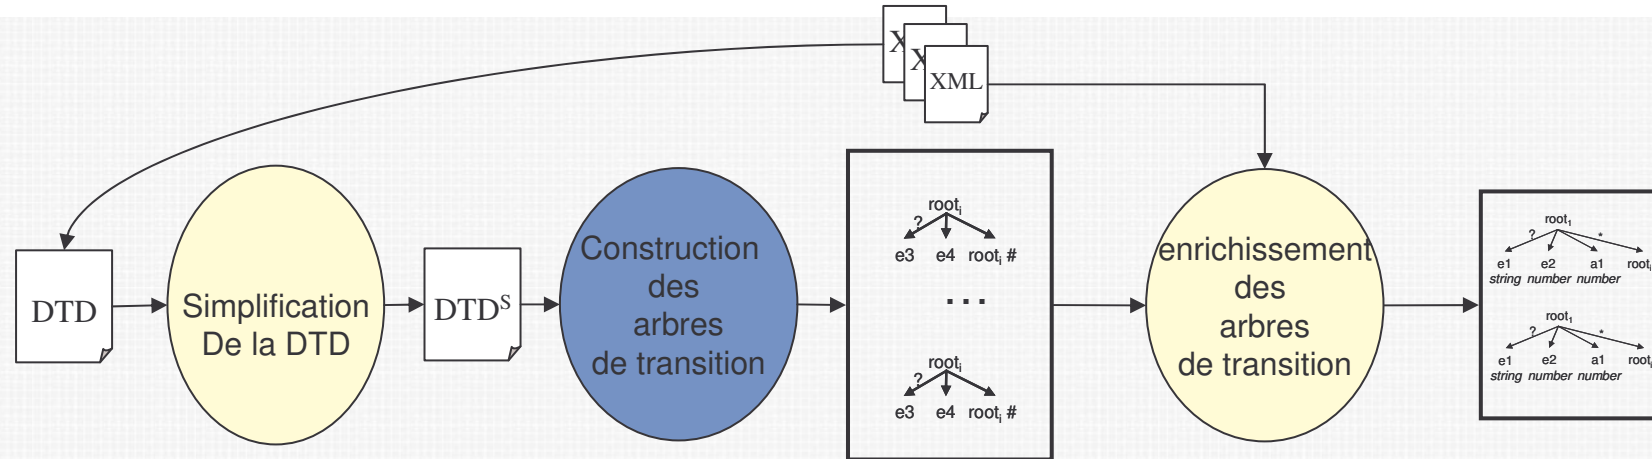 X
X
XML
DTD
Simplification
De la DTD
DTDS
Construction
des
arbres
de transition
rooti
?
e3 e4 rooti #
...
rooti
?
e3 e4 rooti #
enrichissement
des
arbres
de transition
root1
? *
e1 e2 a1 rooti
string number number
root1
? *
e1 e2 a1 rooti
string number number